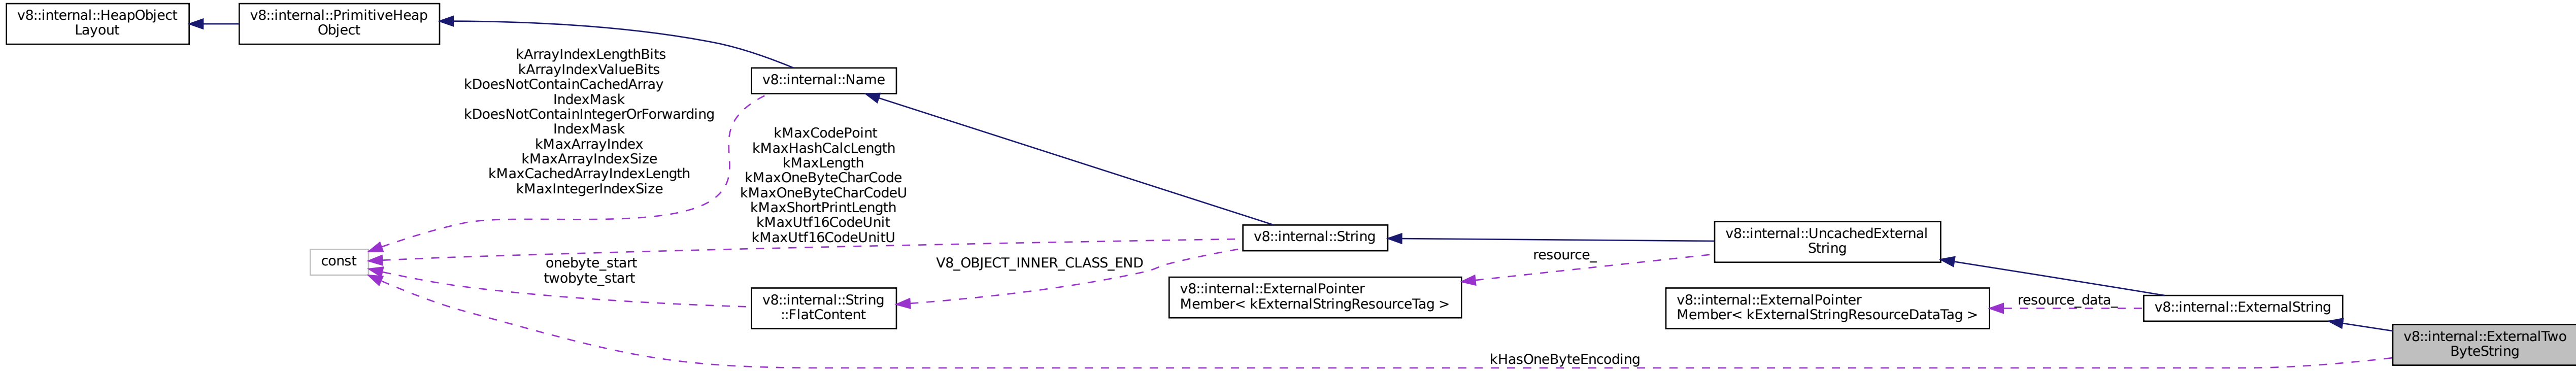 v8::internal::HeapObject
Layout
v8::internal::PrimitiveHeap
Object
kArrayIndexLengthBits
kArrayIndexValueBits
kDoesNotContainCachedArray
IndexMask
kDoesNotContainIntegerOrForwarding
IndexMask
kMaxArrayIndex
kMaxArrayIndexSize
kMaxCachedArrayIndexLength
kMaxIntegerIndexSize
v8::internal::Name
kMaxCodePoint
kMaxHashCalcLength
kMaxLength
kMaxOneByteCharCode
kMaxOneByteCharCodeU
kMaxShortPrintLength
kMaxUtf16CodeUnit
kMaxUtf16CodeUnitU
const
onebyte_start
twobyte_start
v8::internal::String
::FlatContent
V8_OBJECT_INNER_CLASS_END
v8::internal::String
v8::internal::ExternalPointer
Member< kExternalStringResourceTag >
resource_
v8::internal::UncachedExternal
String
v8::internal::ExternalPointer
Member< kExternalStringResourceDataTag >
resource_data_
v8::internal::ExternalString
kHasOneByteEncoding
v8::internal::ExternalTwo
ByteString